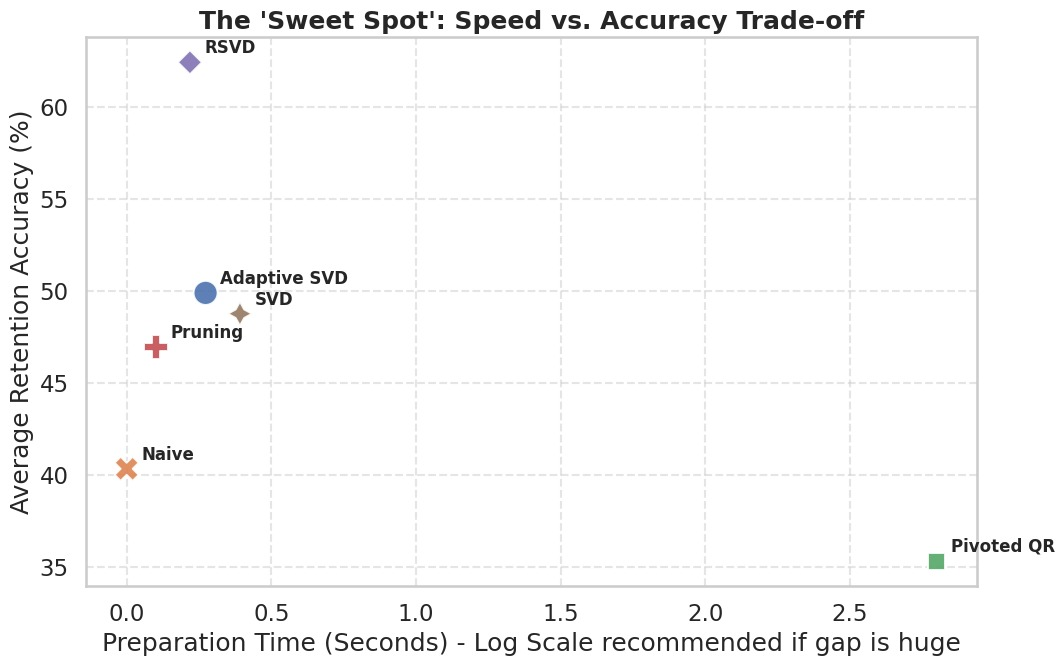 The 'Sweet Spot': Speed vs. Accuracy Trade-off
RSVD
60
55
Adaptive SVD
50
SVD
Pruning
45
Naive
40
Pivoted QR
35
Average Retention Accuracy (%)
0.0 0.5 1.0 1.5 2.0 2.5
Preparation Time (Seconds) - Log Scale recommended if gap is huge